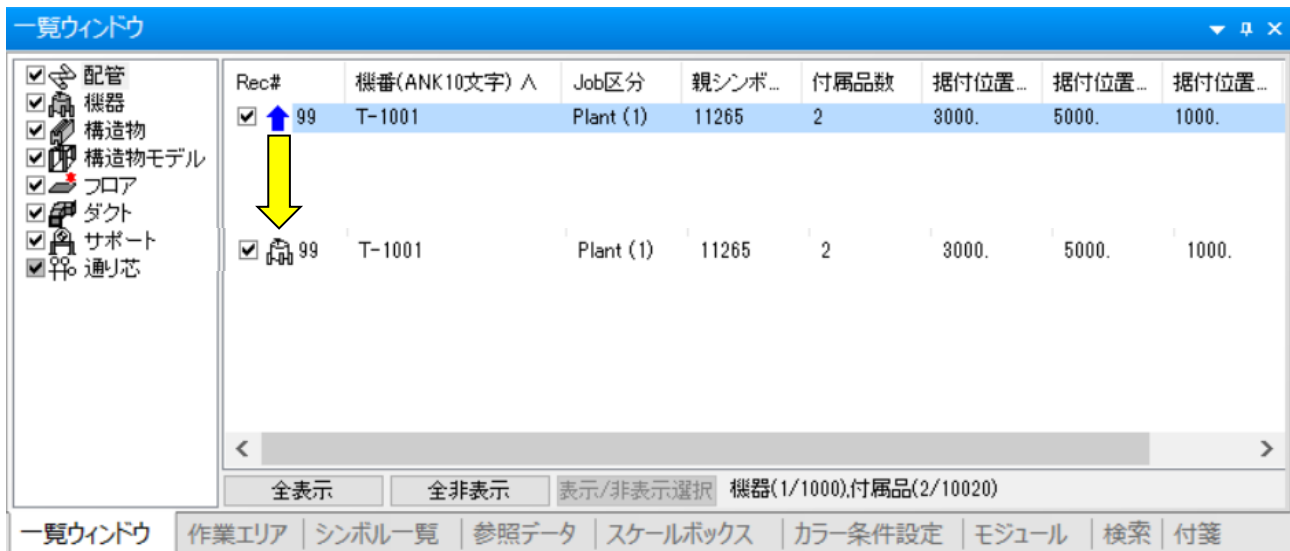 一覧ウィンドウ
配管
機器
構造物
構造物モデル
フロア
ダクト
サポート
通り芯
Rec# 機番(ANK10文字) ∧ Job区分 親シンボ... 付属品数 据付位置... 据付位置... 据付位置...
99 T-1001 Plant (1) 11265 2 3000. 5000. 1000.
99 T-1001 Plant (1) 11265 2 3000. 5000. 1000.
全表示 全非表示 表示/非表示選択 機器(1/1000),付属品(2/10020)
一覧ウィンドウ 作業エリア シンボル一覧 参照データ スケールボックス カラー条件設定 モジュール 検索 付箋